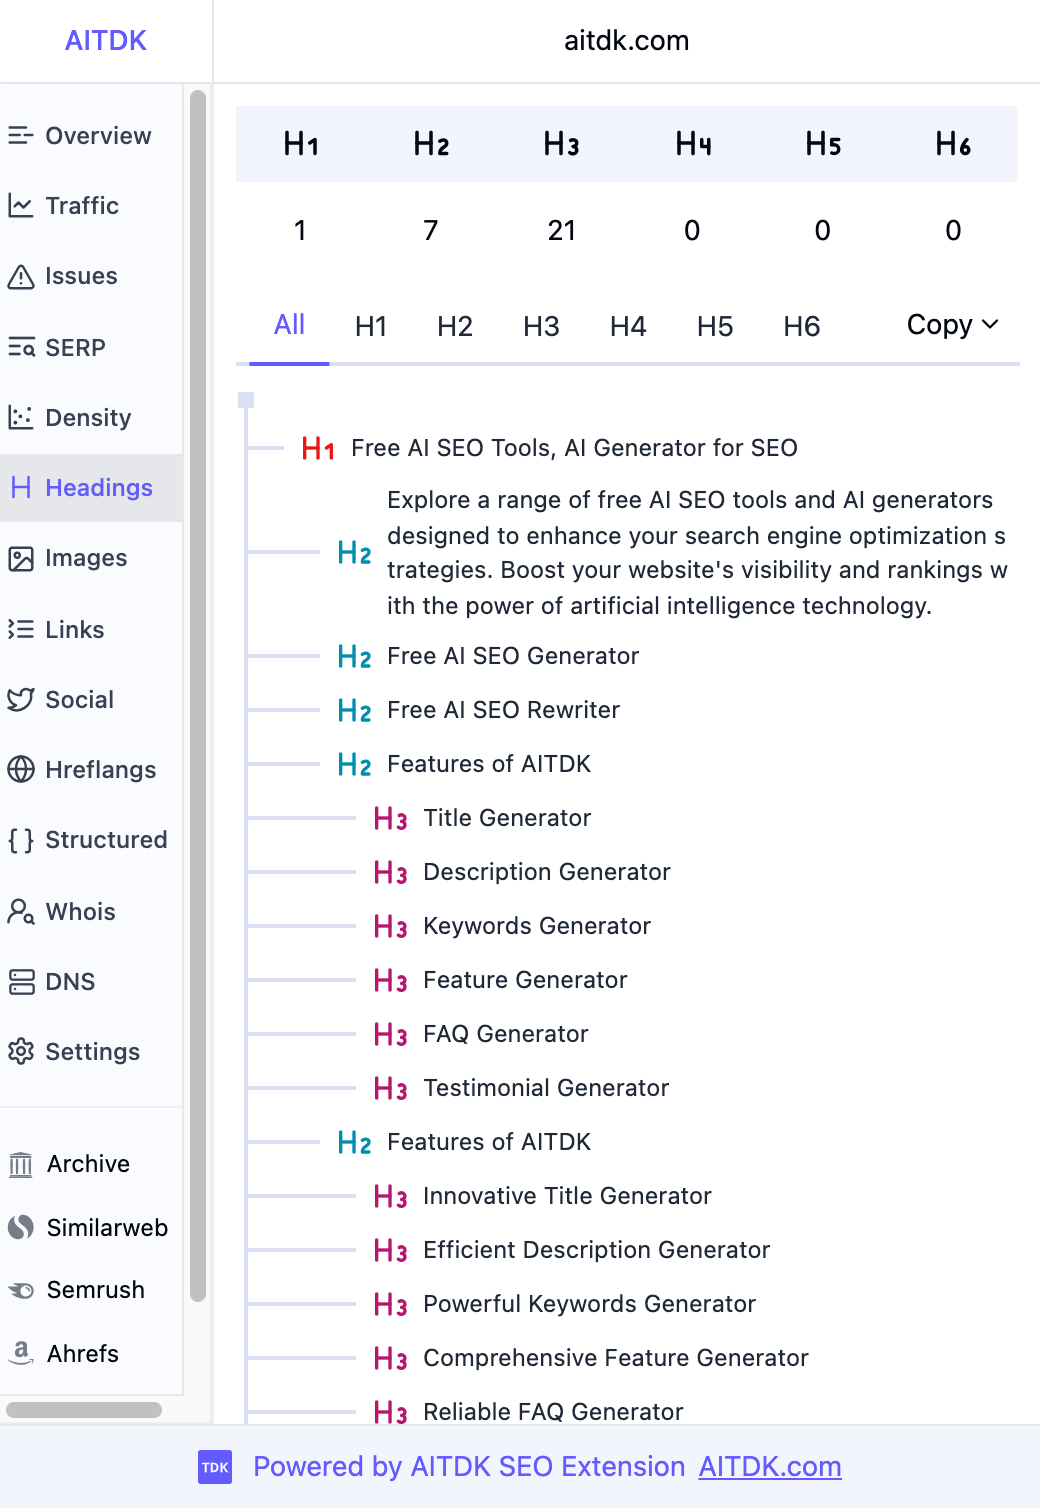 AITDK
aitdk.com
Overview
Traffic
Issues
SERP
Density
Headings
Images
Links
Social
Hreflangs
Structured
Whois
DNS
Settings
Archive
Similarweb
Semrush
Ahrefs
H1 H2 H3 H4 H5 H6
1 7 21 0 0 0
All H1 H2 H3 H4 H5 H6 Copy
H1 Free AI SEO Tools, AI Generator for SEO
Explore a range of free AI SEO tools and AI generators
designed to enhance your search engine optimization s
H2
trategies. Boost your website's visibility and rankings w
ith the power of artificial intelligence technology.
H2 Free AI SEO Generator
H2 Free AI SEO Rewriter
H2 Features of AITDK
H3 Title Generator
H3 Description Generator
H3 Keywords Generator
H3 Feature Generator
H3 FAQ Generator
H3 Testimonial Generator
H2 Features of AITDK
H3 Innovative Title Generator
H3 Efficient Description Generator
H3 Powerful Keywords Generator
H3 Comprehensive Feature Generator
H3 Reliable FAQ Generator
TDK Powered by AITDK SEO Extension AITDK.com